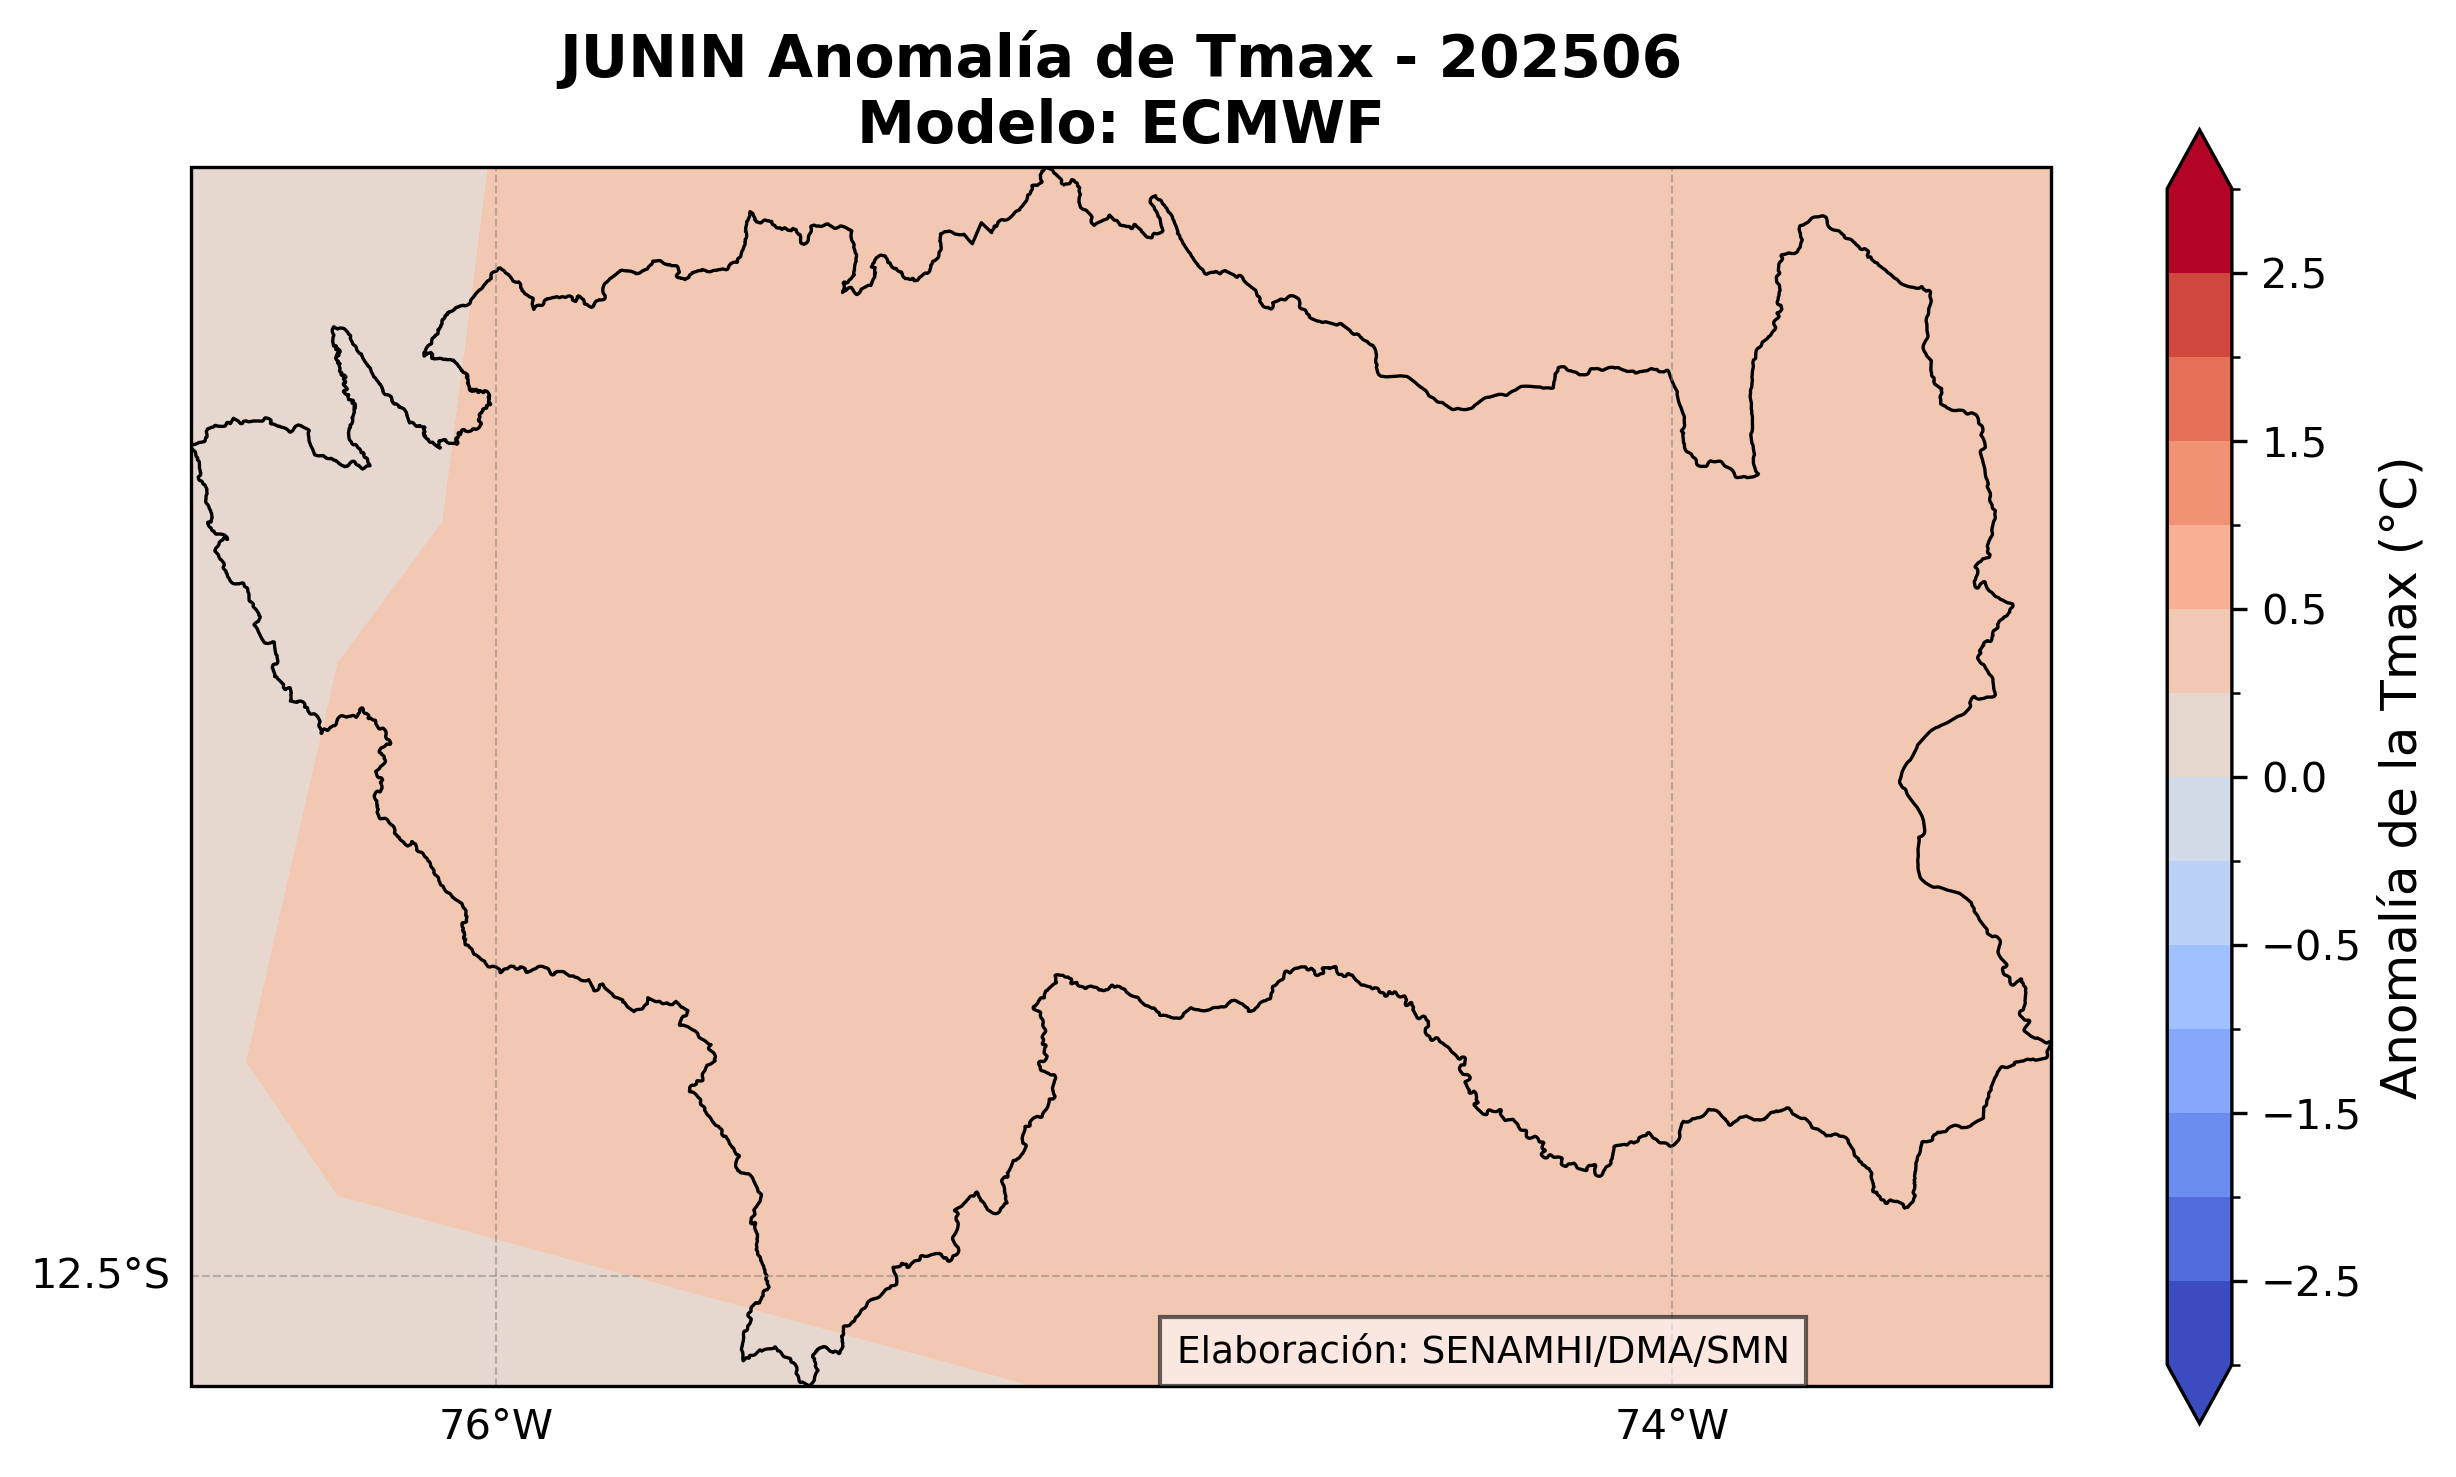 JUNIN Anomalía de Tmax - 202506
Modelo: ECMWF
2.5
1.5
0.5
0.0
−0.5
−1.5
−2.5
Anomalía de la Tmax (°C)
12.5°S
76°W
74°W
Elaboración: SENAMHI/DMA/SMN